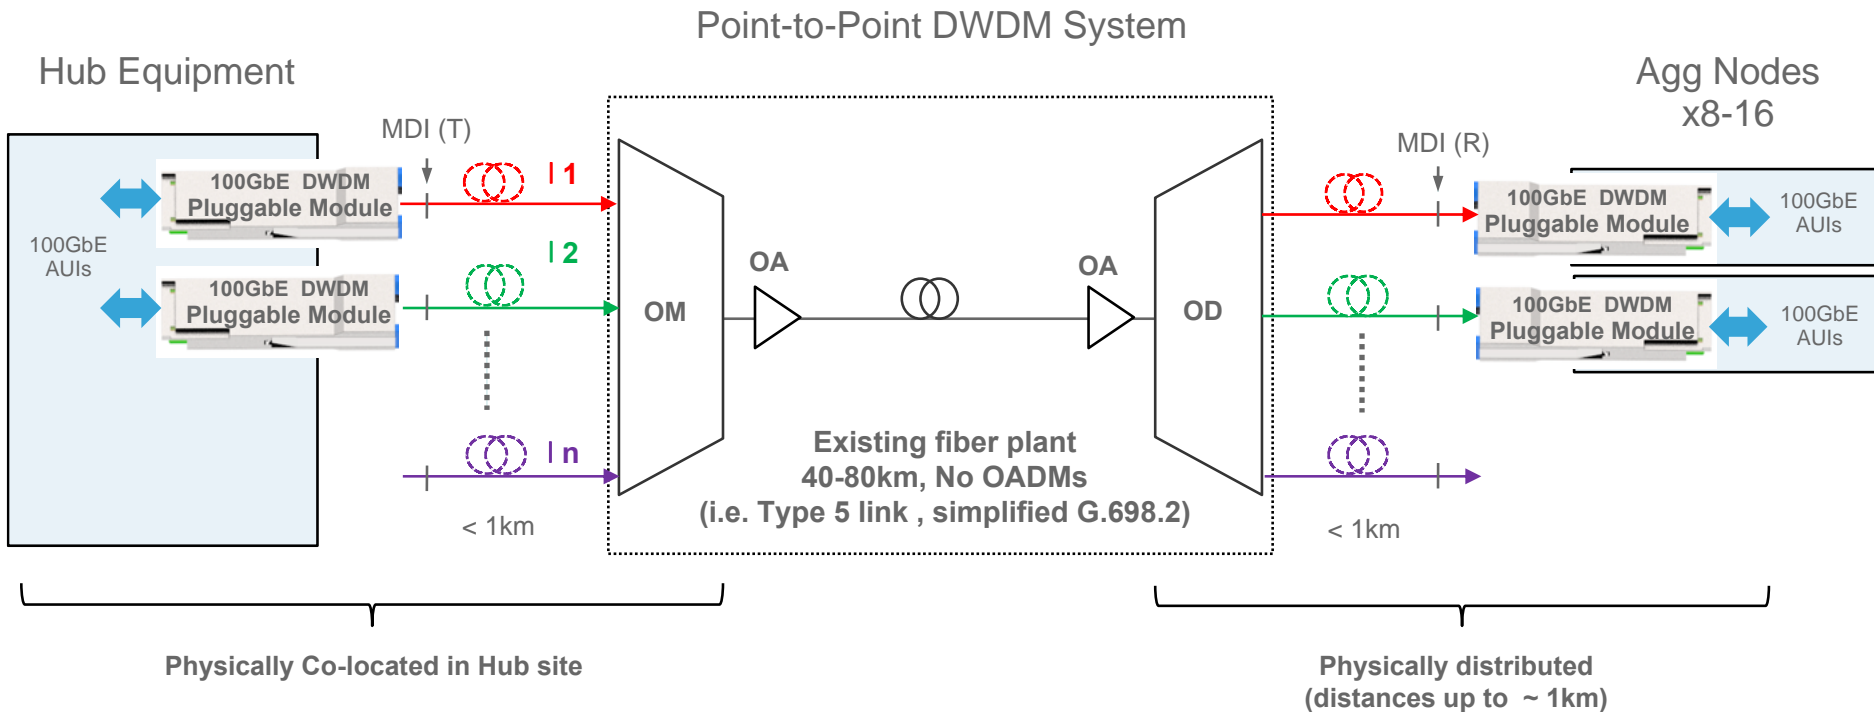 Point-to-Point DWDM System
Hub Equipment
Agg Nodes
x8-16
MDI (T)
MDI (R)
l 1
100GbE DWDM
Pluggable Module
100GbE DWDM
Pluggable Module
100GbE
AUIs
100GbE
AUIs
l 2
OA
OA
100GbE DWDM
Pluggable Module
100GbE DWDM
Pluggable Module
100GbE
AUIs
OM
OD
Existing fiber plant
40-80km, No OADMs
(i.e. Type 5 link , simplified G.698.2)
l n
< 1km
< 1km
Physically Co-located in Hub site
Physically distributed
(distances up to ~ 1km)